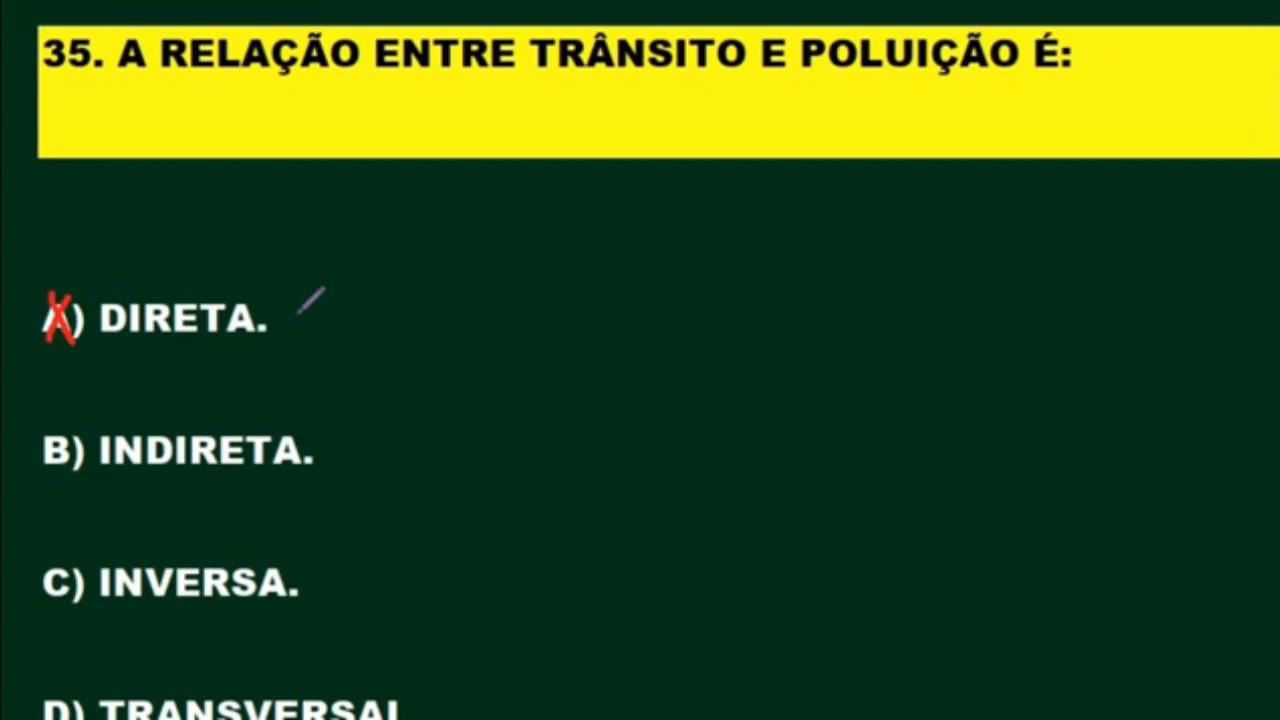 35. A RELAÇÃO ENTRE TRÂNSITO E POLUIÇÃO É:
A) DIRETA.
B) INDIRETA.
C) INVERSA.
D) TRANSVERSAL